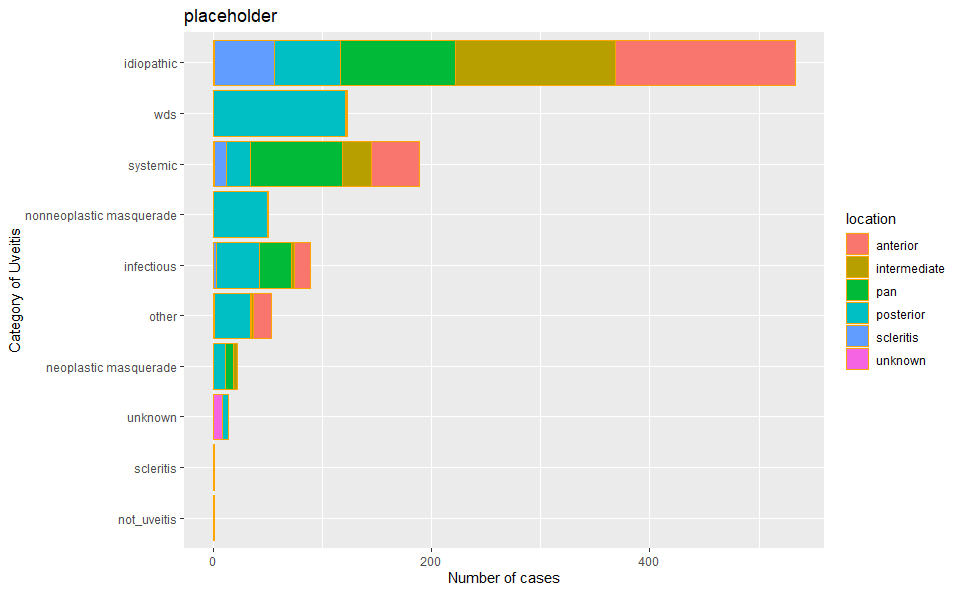 placeholder
idiopathic
wds
systemic
nonneoplastic masquerade
infectious
other
neoplastic masquerade
unknown
scleritis
not_uveitis
Category of Uveitis
0
200
400
Number of cases
location
anterior
intermediate
pan
posterior
scleritis
unknown